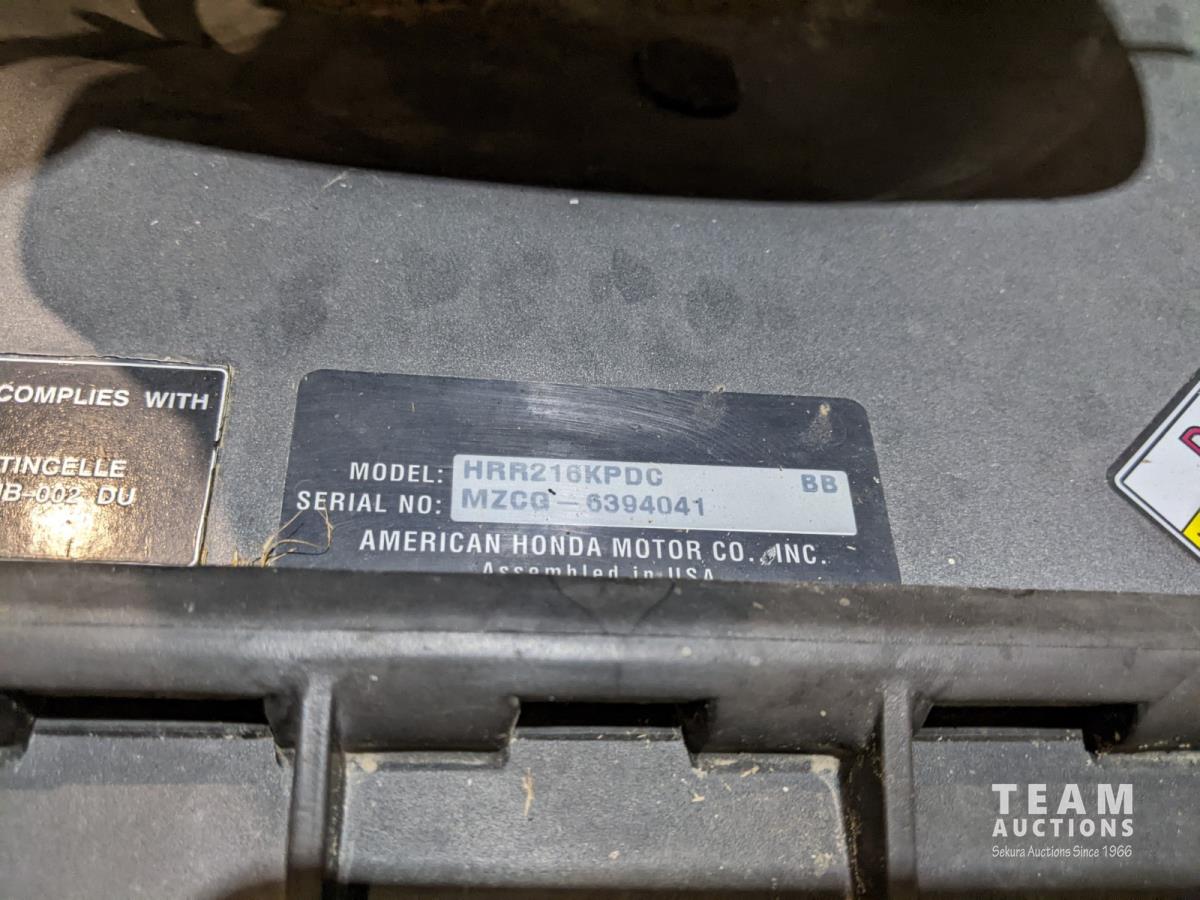 COMPLIES WITH
TINCELLE
NB-002 DU
MODEL: HRR216KPDC BB
SERIAL NO: MZCG-6394041
AMERICAN HONDA MOTOR CO., INC.
Assembled in USA
TEAM
AUCTIONS
Sekura Auctions Since 1966